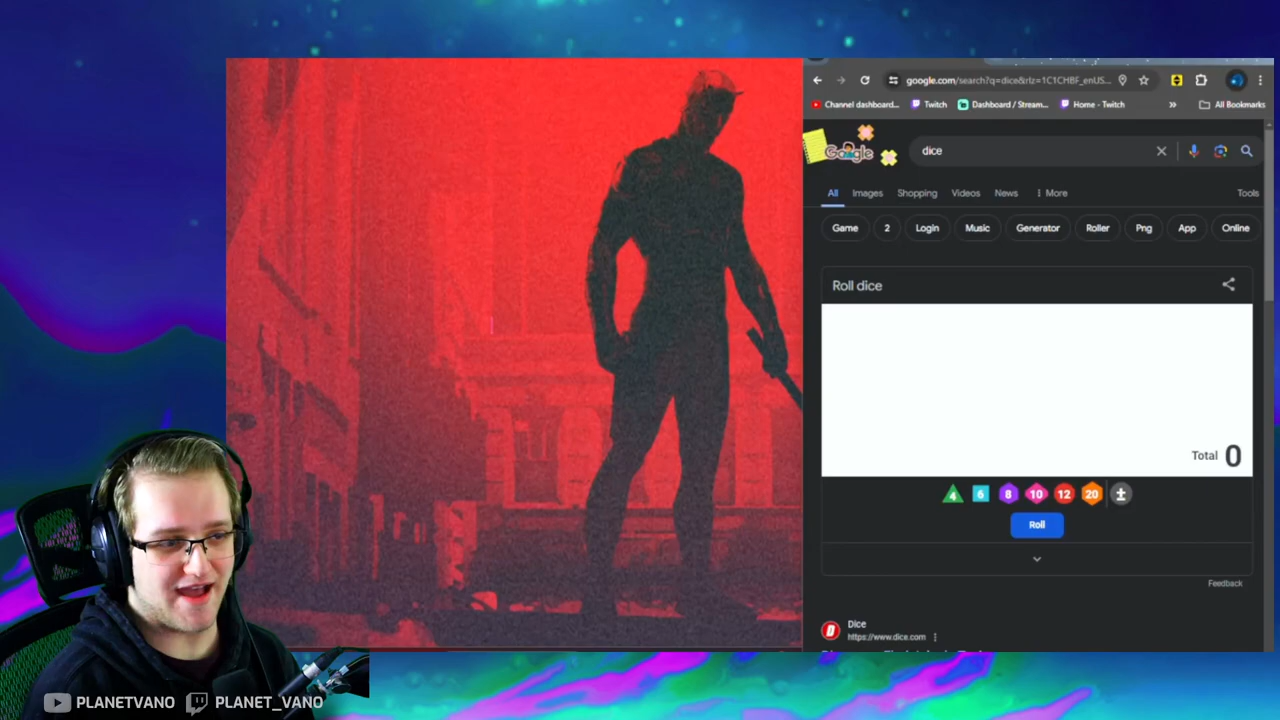 google.com/search?q=dice&rlz=1C1CHBF_enUS...
Channel dashboard...
Twitch
Dashboard / Stream...
Home - Twitch
»
All Bookmarks
Google
dice
All
Images
Shopping
Videos
News
More
Tools
Game
2
Login
Music
Generator
Roller
Png
App
Online
Roll dice
Total 0
4
6
8
10
12
20
±
Roll
Feedback
D
Dice
https://www.dice.com
PLANETVANO
PLANET_VANO